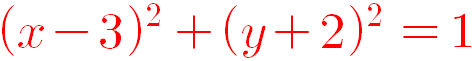 (x − 3)² + (y + 2)² = 1